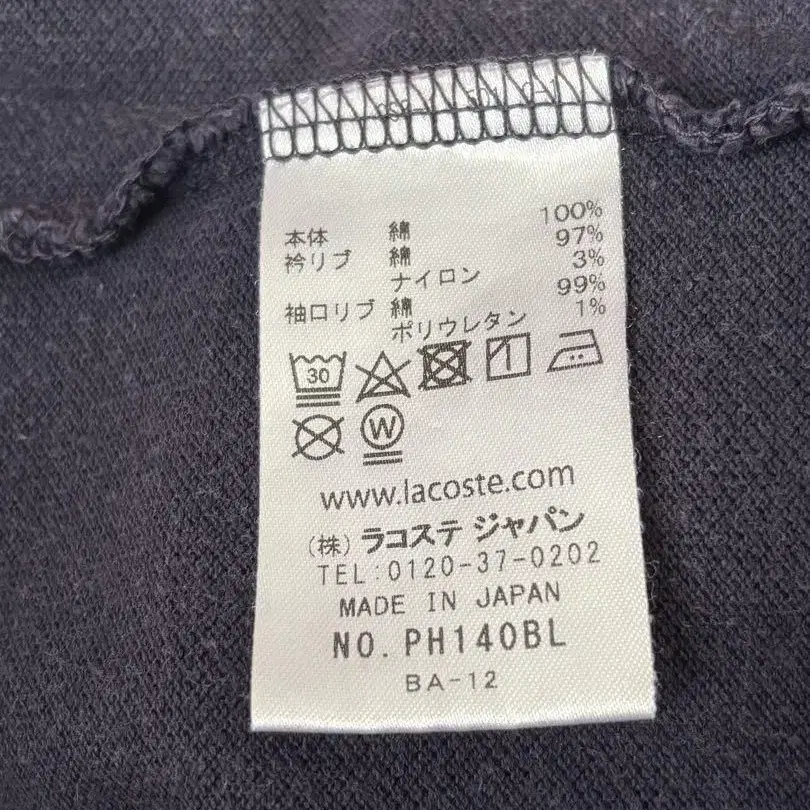 本体 綿 100%
衿リブ 綿 97%
ナイロン 3%
袖口リブ 綿 99%
ポリウレタン 1%
30
W
www.lacoste.com
(株) ラコステ ジャパン
TEL:0120-37-0202
MADE IN JAPAN
NO. PH140BL
BA-12